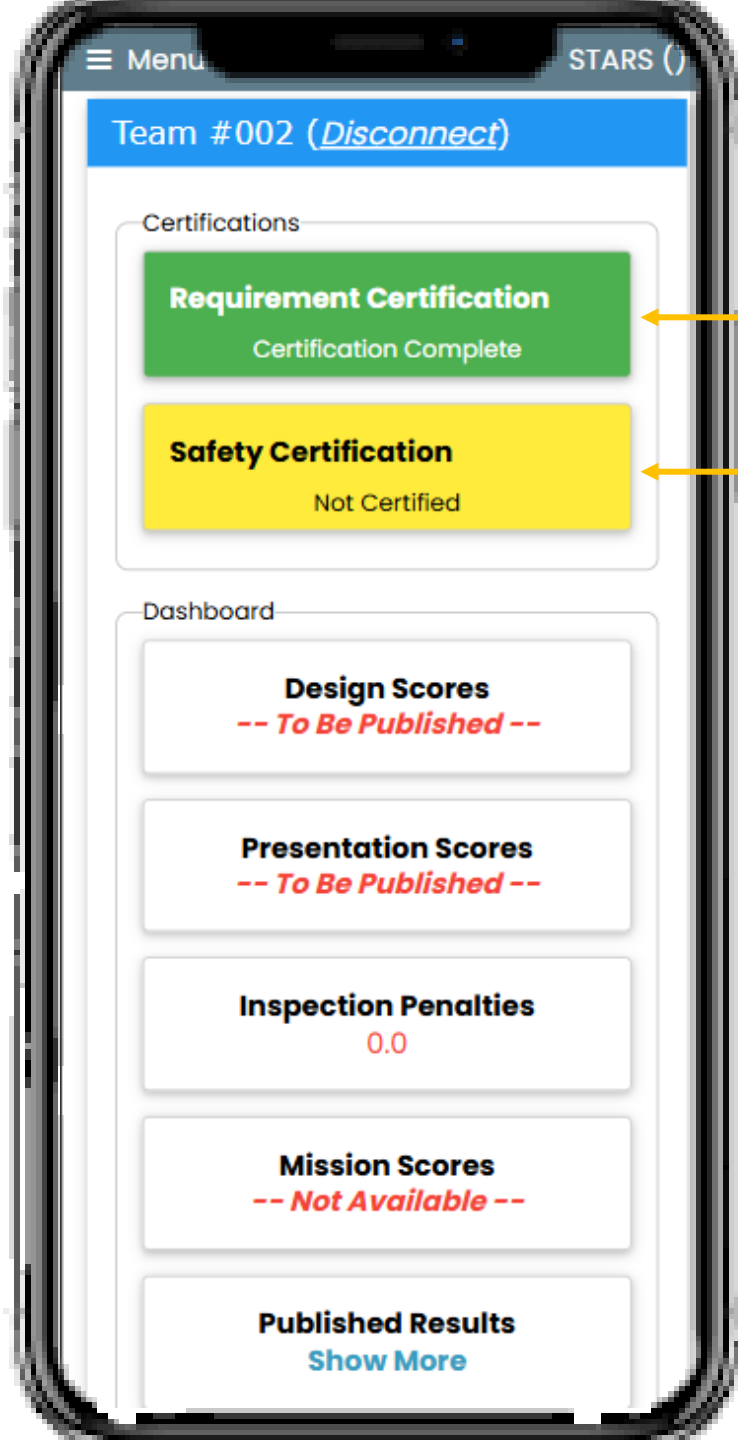 ☰ Menu
STARS ()
Team #002 (Disconnect)
Certifications
Requirement Certification
Certification Complete
Safety Certification
Not Certified
Dashboard
Design Scores
-- To Be Published --
Presentation Scores
-- To Be Published --
Inspection Penalties
0.0
Mission Scores
-- Not Available --
Published Results
Show More